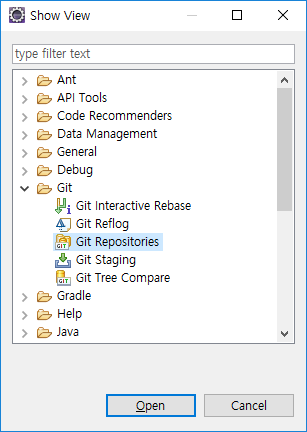 Show View
type filter text
Ant
API Tools
Code Recommenders
Data Management
General
Debug
Git
Git Interactive Rebase
Git Reflog
Git Repositories
Git Staging
Git Tree Compare
Gradle
Help
Java
Open Cancel